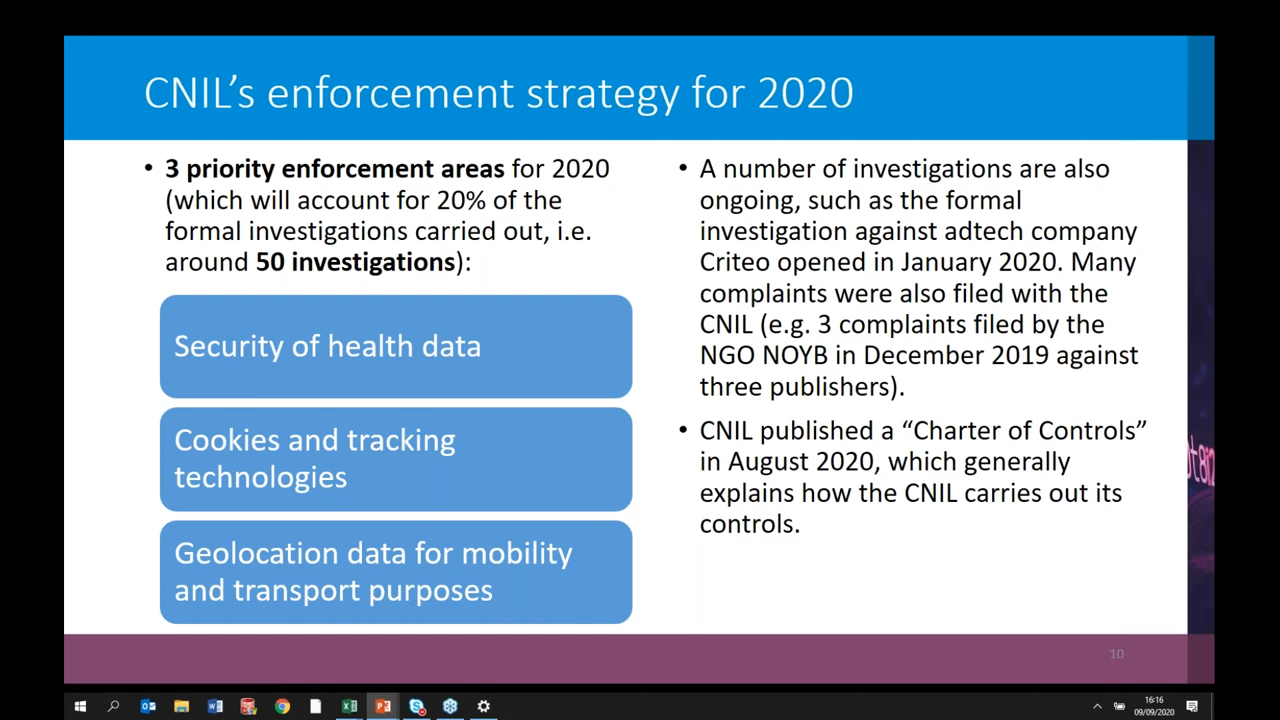 CNIL’s enforcement strategy for 2020
• 3 priority enforcement areas for 2020
(which will account for 20% of the
formal investigations carried out, i.e.
around 50 investigations):
Security of health data
Cookies and tracking
technologies
Geolocation data for mobility
and transport purposes
• A number of investigations are also
ongoing, such as the formal
investigation against adtech company
Criteo opened in January 2020. Many
complaints were also filed with the
CNIL (e.g. 3 complaints filed by the
NGO NOYB in December 2019 against
three publishers).
• CNIL published a “Charter of Controls”
in August 2020, which generally
explains how the CNIL carries out its
controls.
10
16:16
09/09/2020